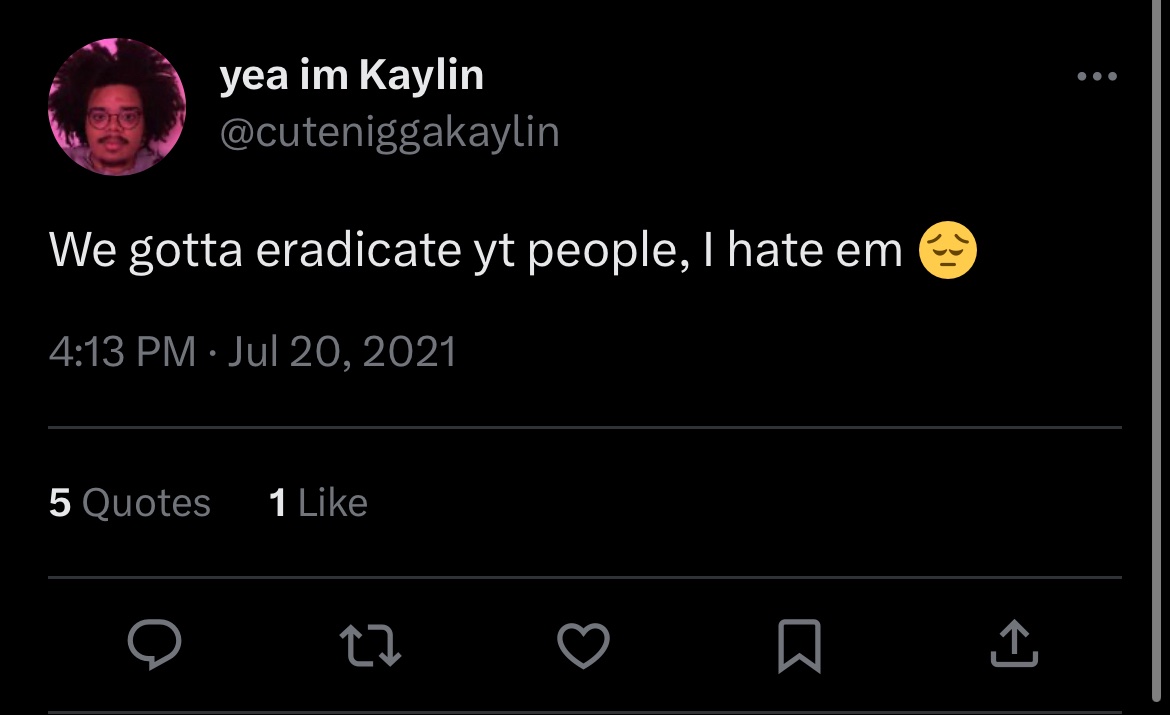 yea im Kaylin
@cuteniggakaylin
We gotta eradicate yt people, I hate em 😔
4:13 PM · Jul 20, 2021
5 Quotes 1 Like